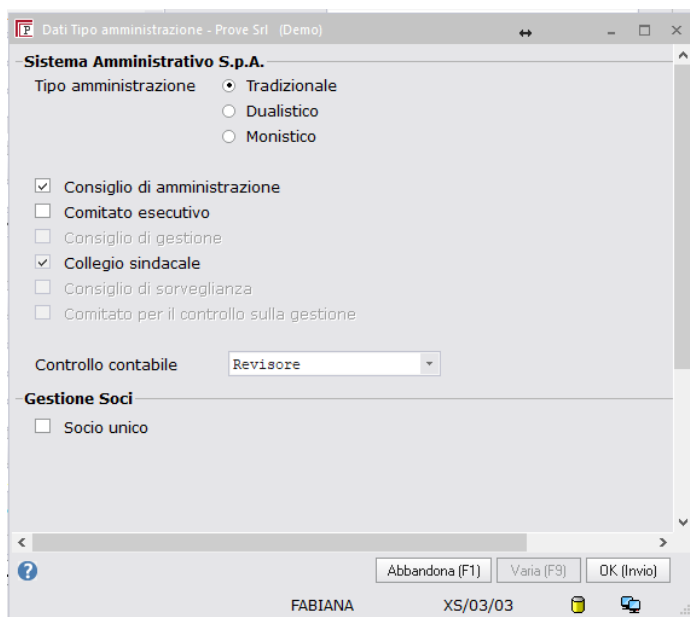 P Dati Tipo amministrazione - Prove Srl (Demo)
Sistema Amministrativo S.p.A.
Tipo amministrazione Tradizionale
Dualistico
Monistico
Consiglio di amministrazione
Comitato esecutivo
Consiglio di gestione
Collegio sindacale
Consiglio di sorveglianza
Comitato per il controllo sulla gestione
Controllo contabile Revisore
Gestione Soci
Socio unico
? Abbandona (F1) Varia (F9) OK (Invio)
FABIANA XS/03/03